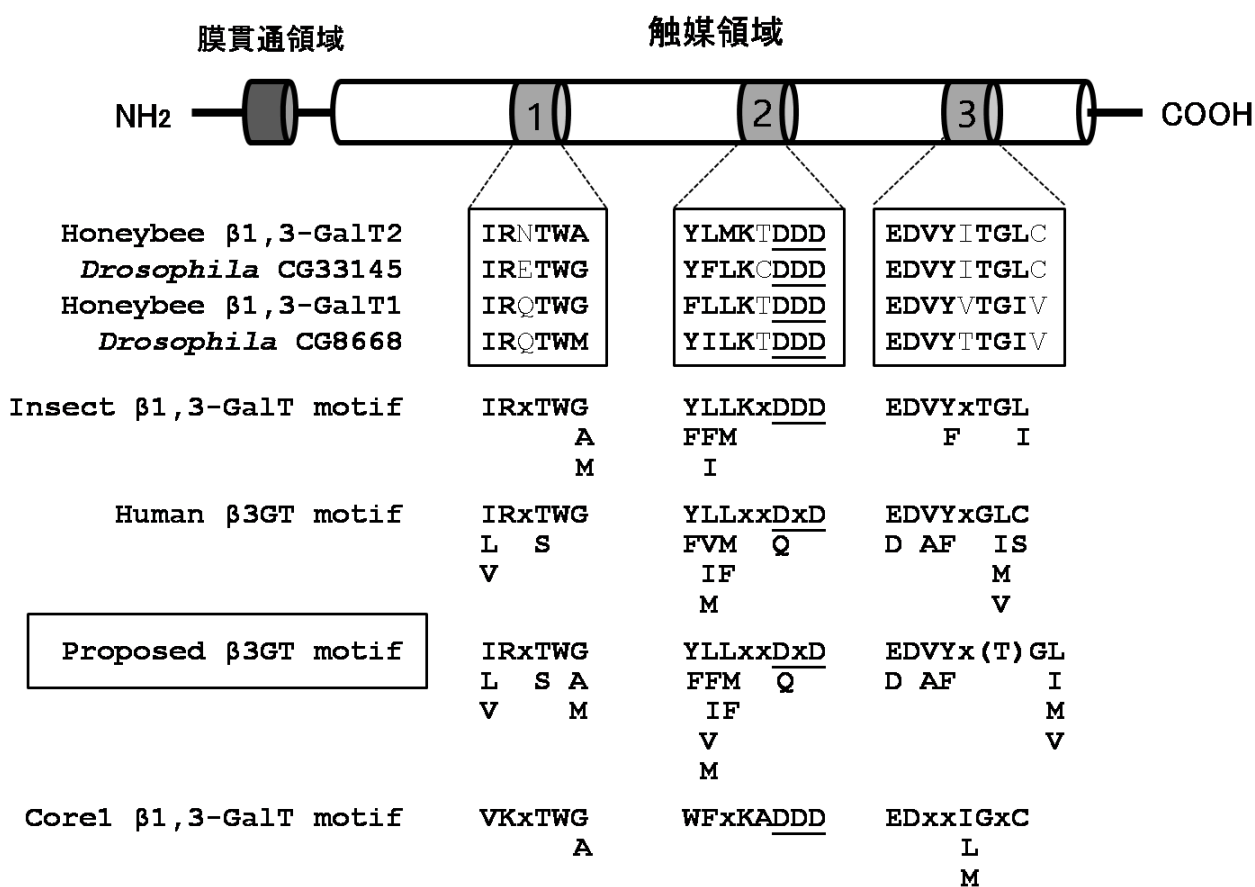 膜貫通領域 触媒領域
NH2 1 2 3 COOH
Honeybee β1,3-GalT2 IRNTWA YLMKTDDD EDVYITGLC
Drosophila CG33145 IRETWG YFLKCDDD EDVYITGLC
Honeybee β1,3-GalT1 IRQTWG FLLKTDDD EDVYVTGIV
Drosophila CG8668 IRQTWM YILKTDDD EDVYTTGIV
Insect β1,3-GalT motif IRxTWG YLLKxDDD EDVYxTGL
A FFM F I
M I
Human β3GT motif IRxTWG YLLxxDxD EDVYxGLC
L S FVM Q D AF IS
V IF M
M V
Proposed β3GT motif IRxTWG YLLxxDxD EDVYx(T)GL
L S A FFM Q D AF I
V M IF M
V V
M
Core1 β1,3-GalT motif VKxTWG WFxKADDD EDxxIGxC
A L
M